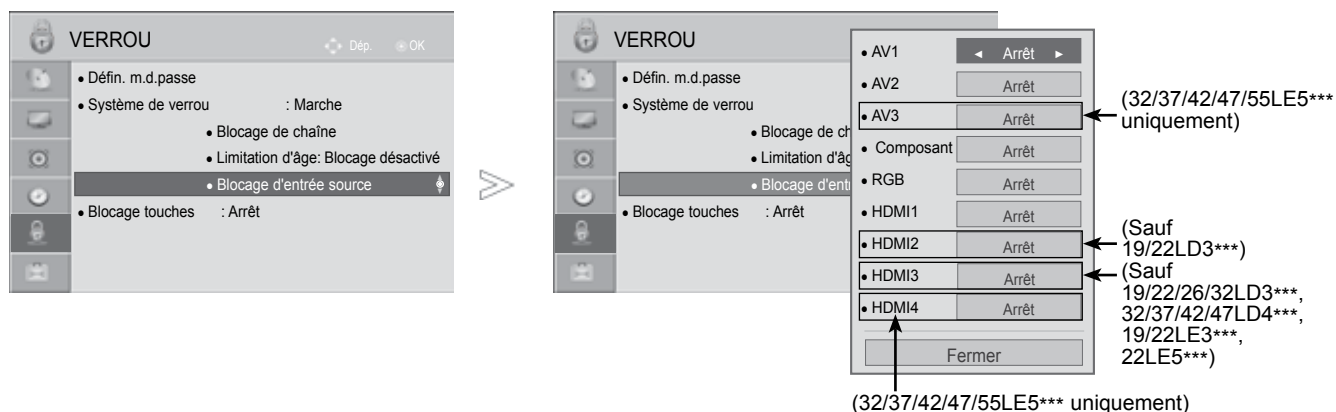 VERROU
Dép. OK
• Défin. m.d.passe
• Système de verrou : Marche
• Blocage de chaîne
• Limitation d'âge: Blocage désactivé
• Blocage d'entrée source
• Blocage touches : Arrêt
VERROU
• Défin. m.d.passe
• Système de verrou
• Blocage de ch
• Limitation d'âg
• Blocage d'ent
• Blocage touches : Arrêt
• AV1 ◄ Arrêt ►
• AV2 Arrêt
• AV3 Arrêt
• Composant Arrêt
• RGB Arrêt
• HDMI1 Arrêt
• HDMI2 Arrêt
• HDMI3 Arrêt
• HDMI4 Arrêt
Fermer
(32/37/42/47/55LE5***
uniquement)
(Sauf
19/22LD3***)
(Sauf
19/22/26/32LD3***,
32/37/42/47LD4***,
19/22LE3***,
22LE5***)
(32/37/42/47/55LE5*** uniquement)